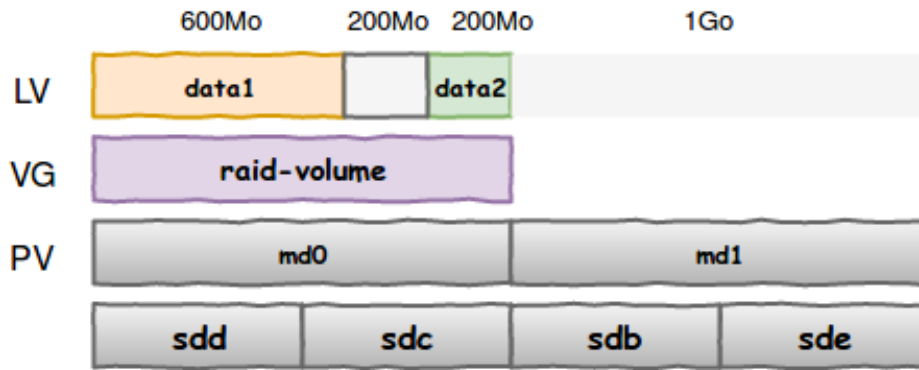 600Mo 200Mo 200Mo 1Go
LV data1 data2
VG raid-volume
PV md0 md1
sdd sdc sdb sde